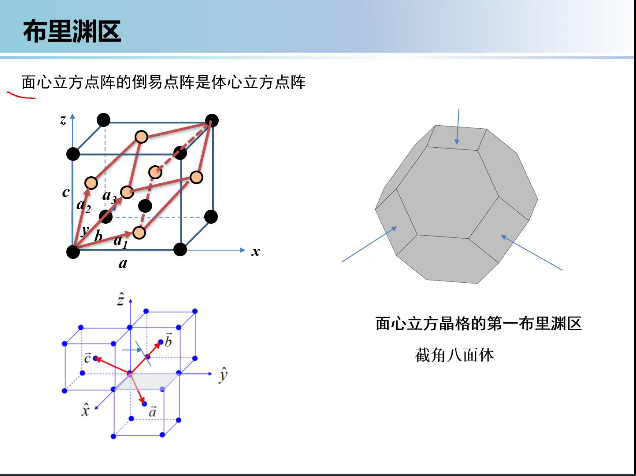 布里渊区
面心立方点阵的倒易点阵是体心立方点阵
z
c
a2
a3
y
b
a1
x
a
ẑ
b⃗
c⃗
ŷ
x̂
a⃗
面心立方晶格的第一布里渊区
截角八面体